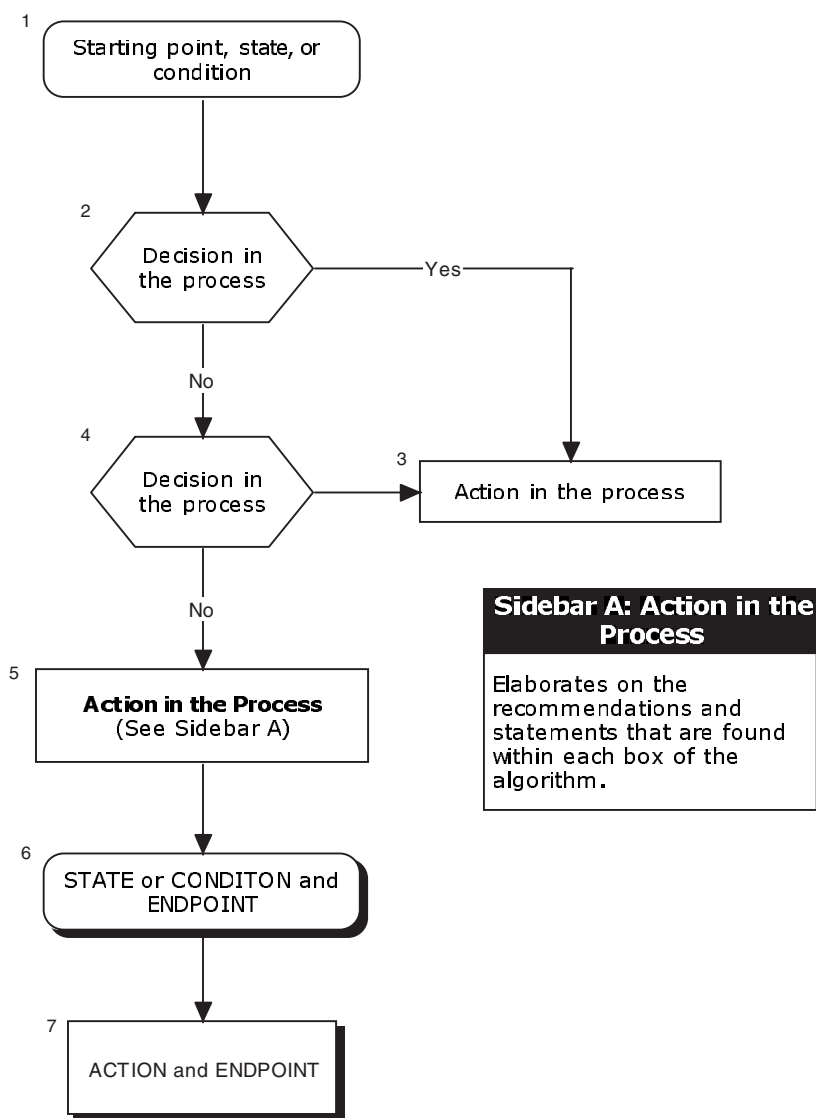 1
Starting point, state, or
condition
2
Decision in
the process
Yes
No
4
Decision in
the process
3
Action in the process
No
Sidebar A: Action in the
Process
Elaborates on the
recommendations and
statements that are found
within each box of the
algorithm.
5
Action in the Process
(See Sidebar A)
6
STATE or CONDITON and
ENDPOINT
7
ACTION and ENDPOINT